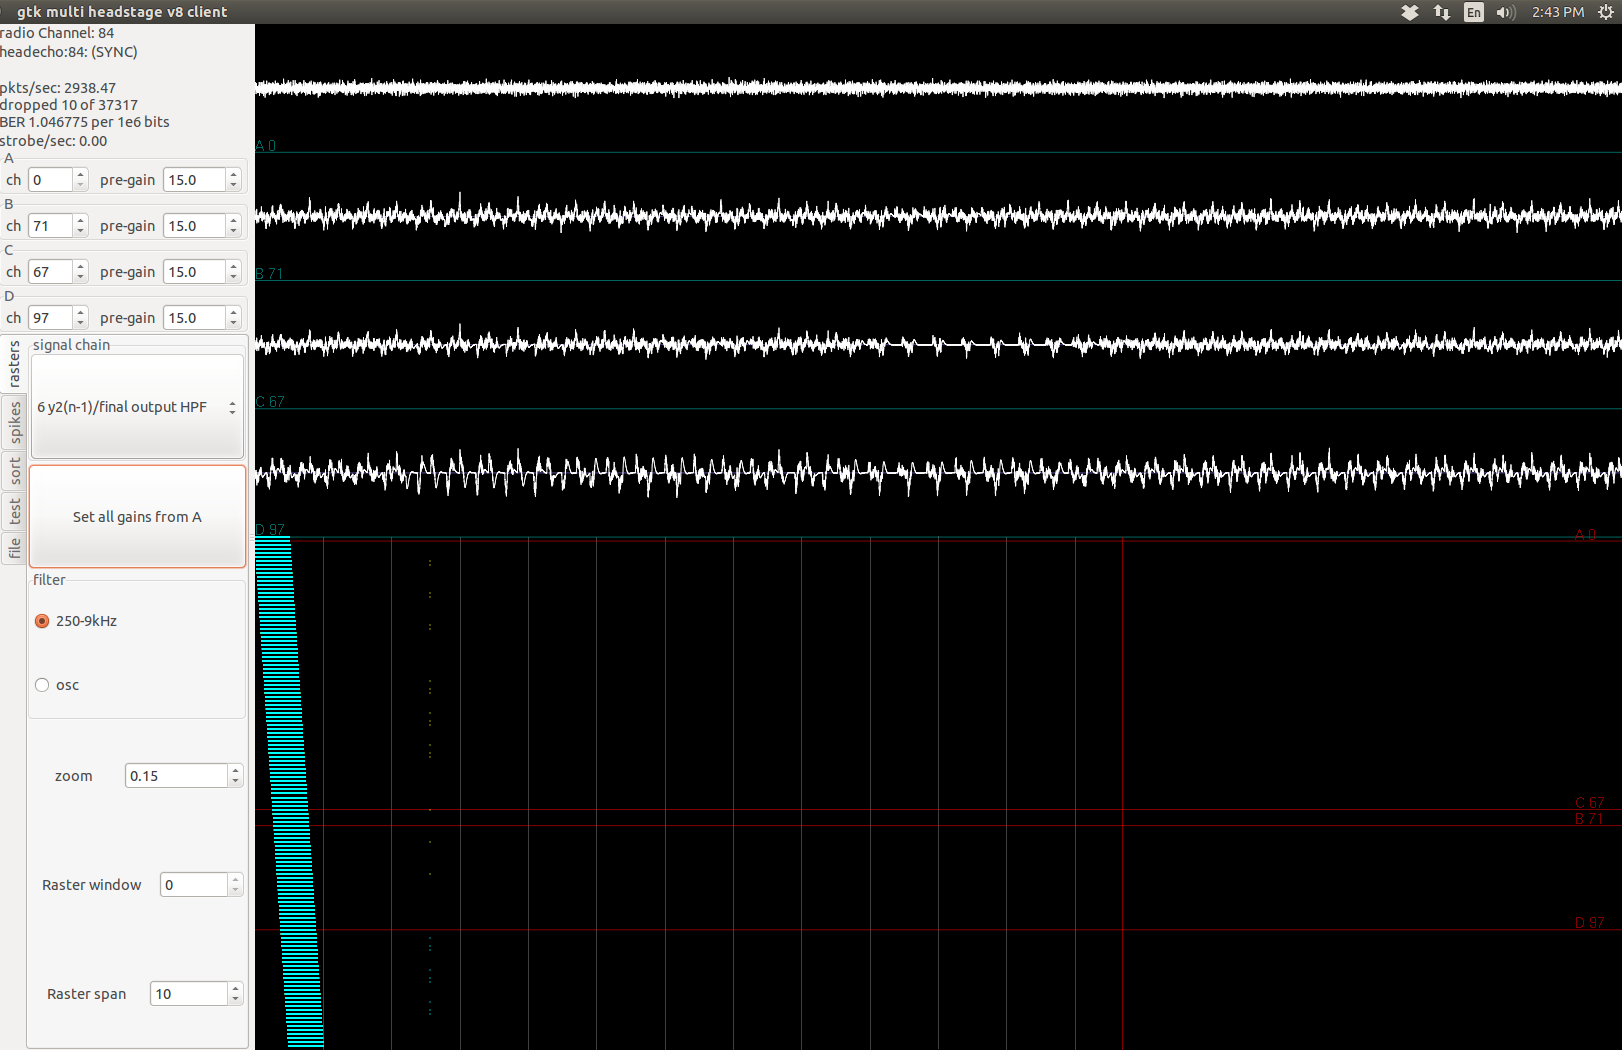 gtk multi headstage v8 client
En
2:43 PM
radio Channel: 84
headecho:84: (SYNC)
pkts/sec: 2938.47
dropped 10 of 37317
BER 1.046775 per 1e6 bits
strobe/sec: 0.00
A
ch 0 pre-gain 15.0
B
ch 71 pre-gain 15.0
C
ch 67 pre-gain 15.0
D
ch 97 pre-gain 15.0
rasters
spikes
sort
test
file
signal chain
6 y2(n-1)/final output HPF
Set all gains from A
filter
250-9kHz
osc
zoom 0.15
Raster window 0
Raster span 10
A 0
B 71
C 67
D 97
A 0
C 67
B 71
D 97